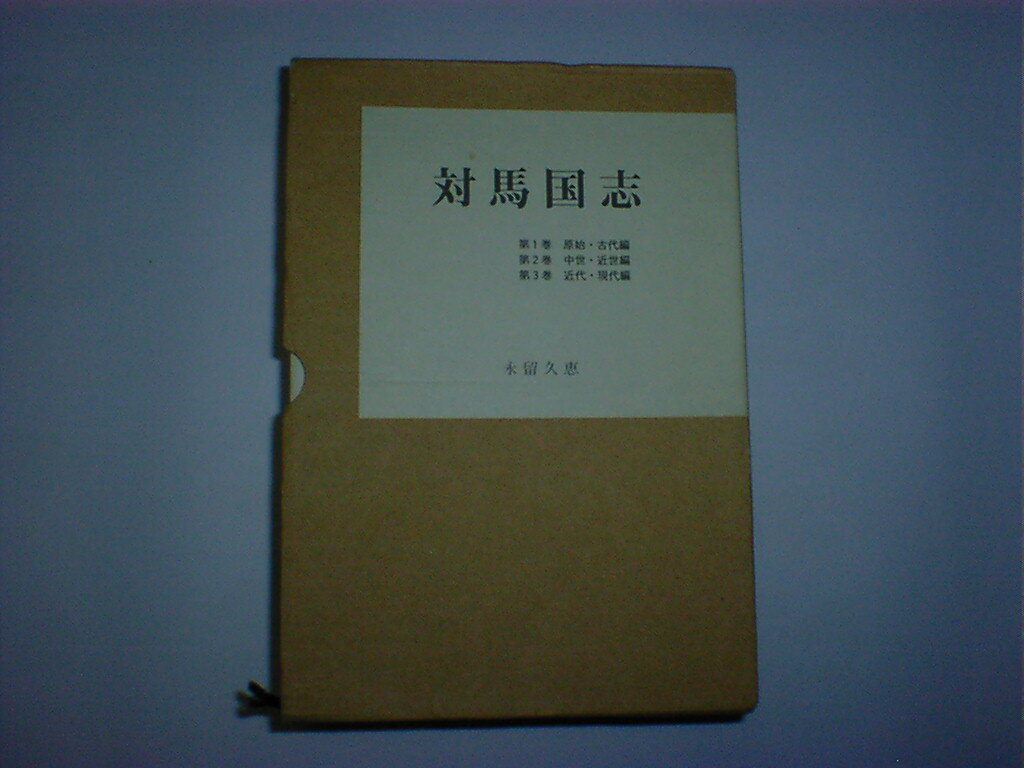 対馬国志
第1巻 原始・古代編
第2巻 中世・近世編
第3巻 近代・現代編
永留久恵